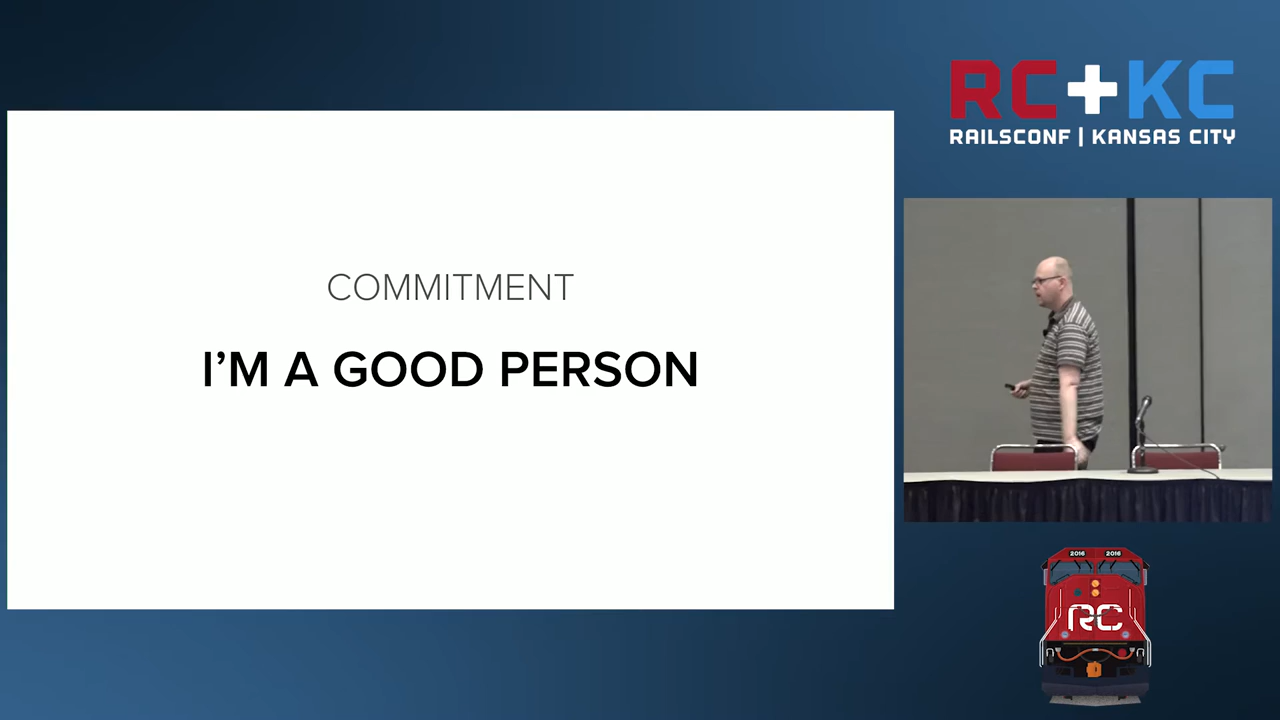 COMMITMENT
I'M A GOOD PERSON
RC+KC
RAILSCONF | KANSAS CITY
2016 2016
RC